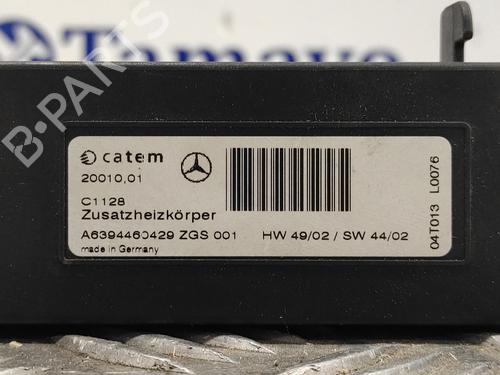 Tamayo
B-PARTS
catem
20010,01
C1128
Zusatzheizkörper
A6394460429 ZGS 001 HW 49/02 / SW 44/02
made in Germany
04T013 L0076